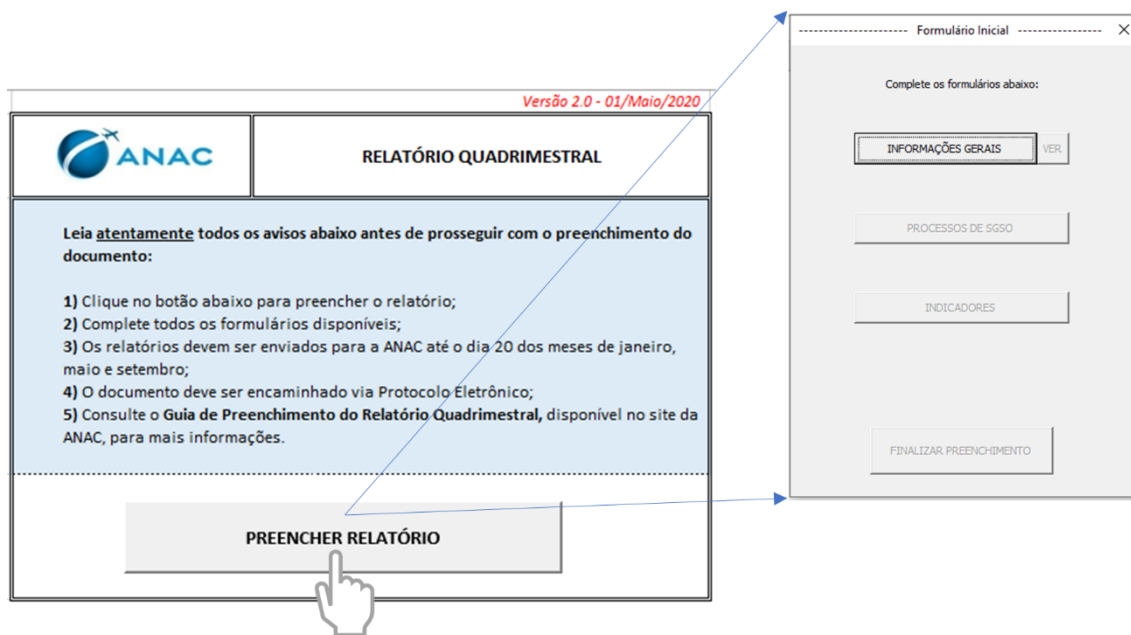 Versão 2.0 - 01/Maio/2020
ANAC
RELATÓRIO QUADRIMESTRAL
Leia atentamente todos os avisos abaixo antes de prosseguir com o preenchimento do
documento:
1) Clique no botão abaixo para preencher o relatório;
2) Complete todos os formulários disponíveis;
3) Os relatórios devem ser enviados para a ANAC até o dia 20 dos meses de janeiro,
maio e setembro;
4) O documento deve ser encaminhado via Protocolo Eletrônico;
5) Consulte o Guia de Preenchimento do Relatório Quadrimestral, disponível no site da
ANAC, para mais informações.
PREENCHER RELATÓRIO
--------------------- Formulário Inicial ----------------
Complete os formulários abaixo:
INFORMAÇÕES GERAIS VER
PROCESSOS DE SGSO
INDICADORES
FINALIZAR PREENCHIMENTO